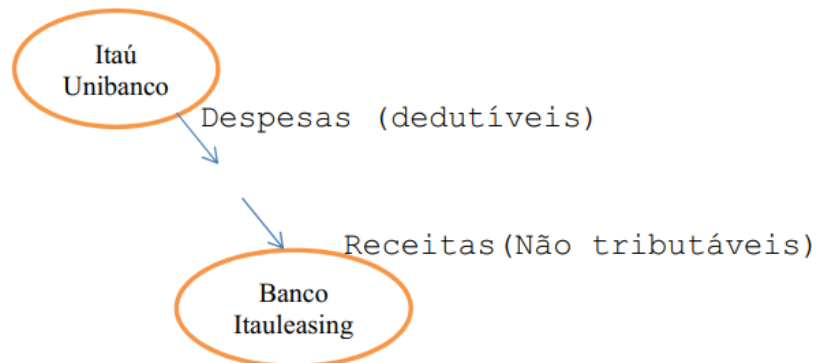 Itaú
Unibanco
Despesas (dedutíveis)
Receitas(Não tributáveis)
Banco
Itauleasing